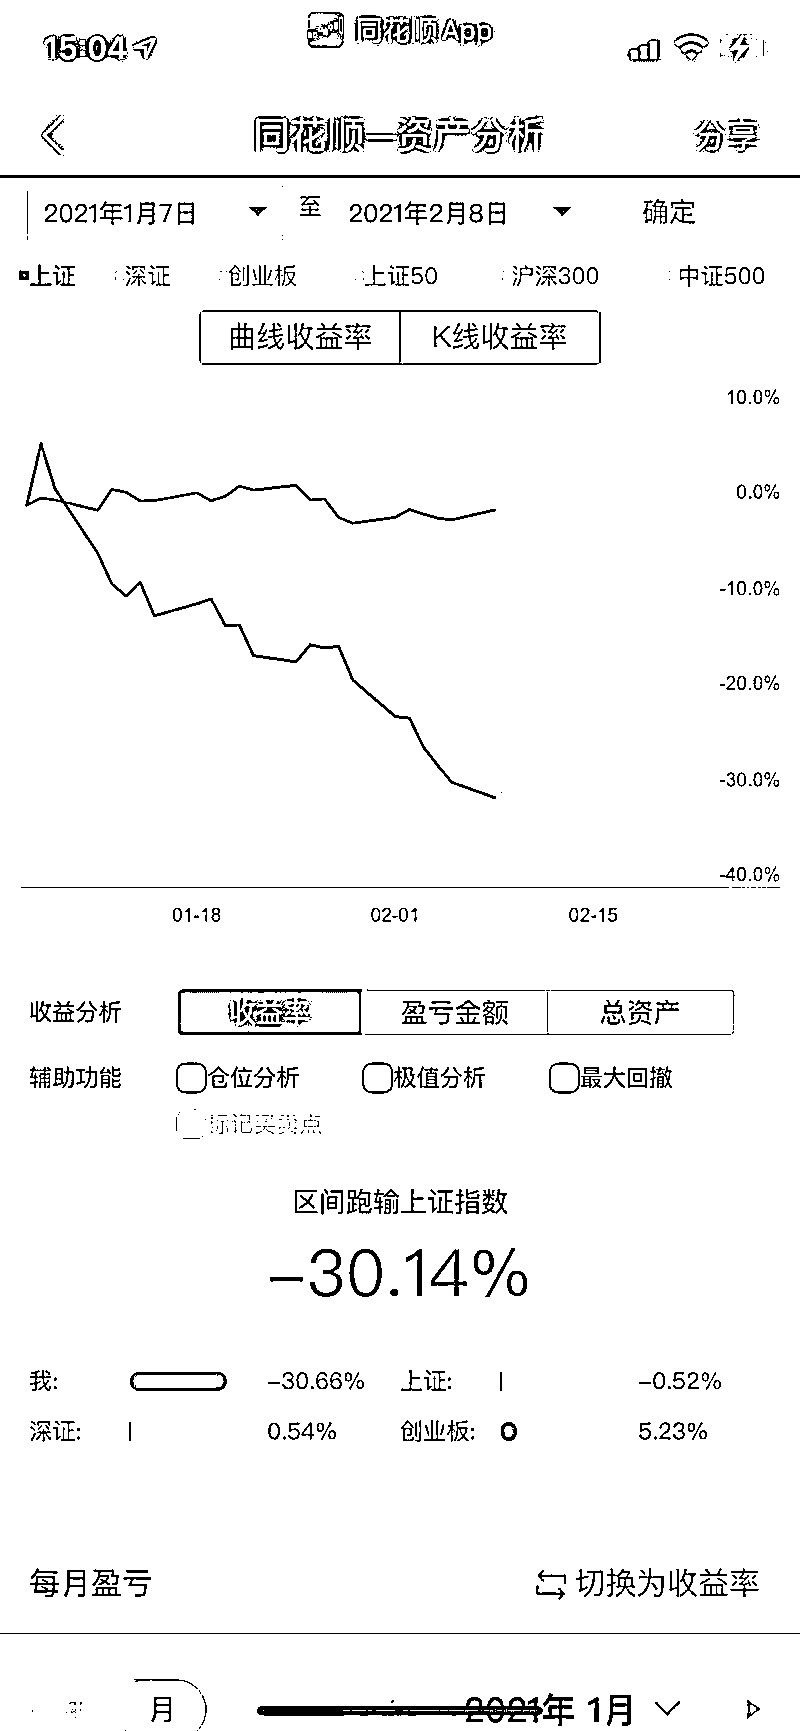 同花顺App
15:04
同花顺—资产分析 分享
2021年1月7日 至 2021年2月8日 确定
上证 深证 创业板 上证50 沪深300 中证500
曲线收益率 K线收益率
10.0%
0.0%
-10.0%
-20.0%
-30.0%
-40.0%
01-18 02-01 02-15
收益分析 收益率 盈亏金额 总资产
辅助功能 仓位分析 极值分析 最大回撤
标记买卖点
区间跑输上证指数
-30.14%
我: -30.66% 上证: -0.52%
深证: 0.54% 创业板: 5.23%
每月盈亏 切换为收益率
月 2021年 1月